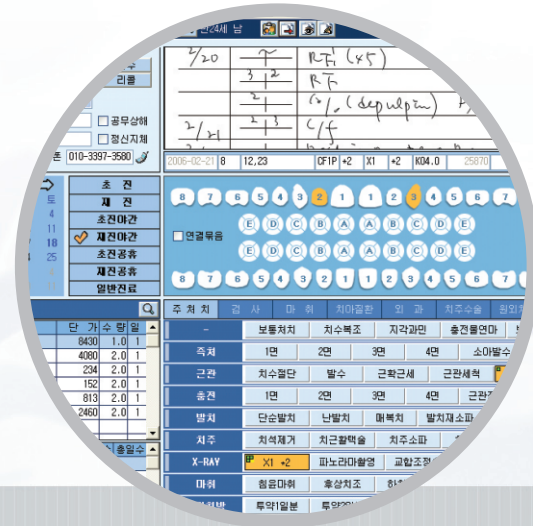 만24세 남
2/20
R.F. (x5)
3 | 2
R.F.
2 |
(depulpin)
2/21
2 | 3
C/F
리콜
공무상해
정신지체
010-3397-3580
2006-02-21 8 12,23 CF1P +2 X1 +2 K04.0 25870
토
4
11
18
25
초 진
재 진
초진야간
재진야간
초진공휴
재진공휴
일반진료
8 7 6 5 4 3 2 1 1 2 3 4 5 6 7
연결묶음
E D C B A A B C D E
E D C B A A B C D E
8 7 6 5 4 3 2 1 1 2 3 4 5 6 7
단 가 수 량 일
8430 1.0 1
4080 2.0 1
234 2.0 1
152 2.0 1
813 2.0 1
2460 2.0 1
총일수
주 처 치 검 사 마 취 치아질환 외 과 치주수술
- 보통처치 치수복조 지각과민 충전물연마
즉처 1면 2면 3면 4면 소아발수
근관 치수절단 발수 근확근세 근관세척
충전 1면 2면 3면 4면
발치 단순발치 난발치 매복치 발치재소파
치주 치석제거 치근활택술 치주소파
X-RAY P X1 +2 파노라마촬영 교합조정
마취 침윤마취 후상치조
투약1일분